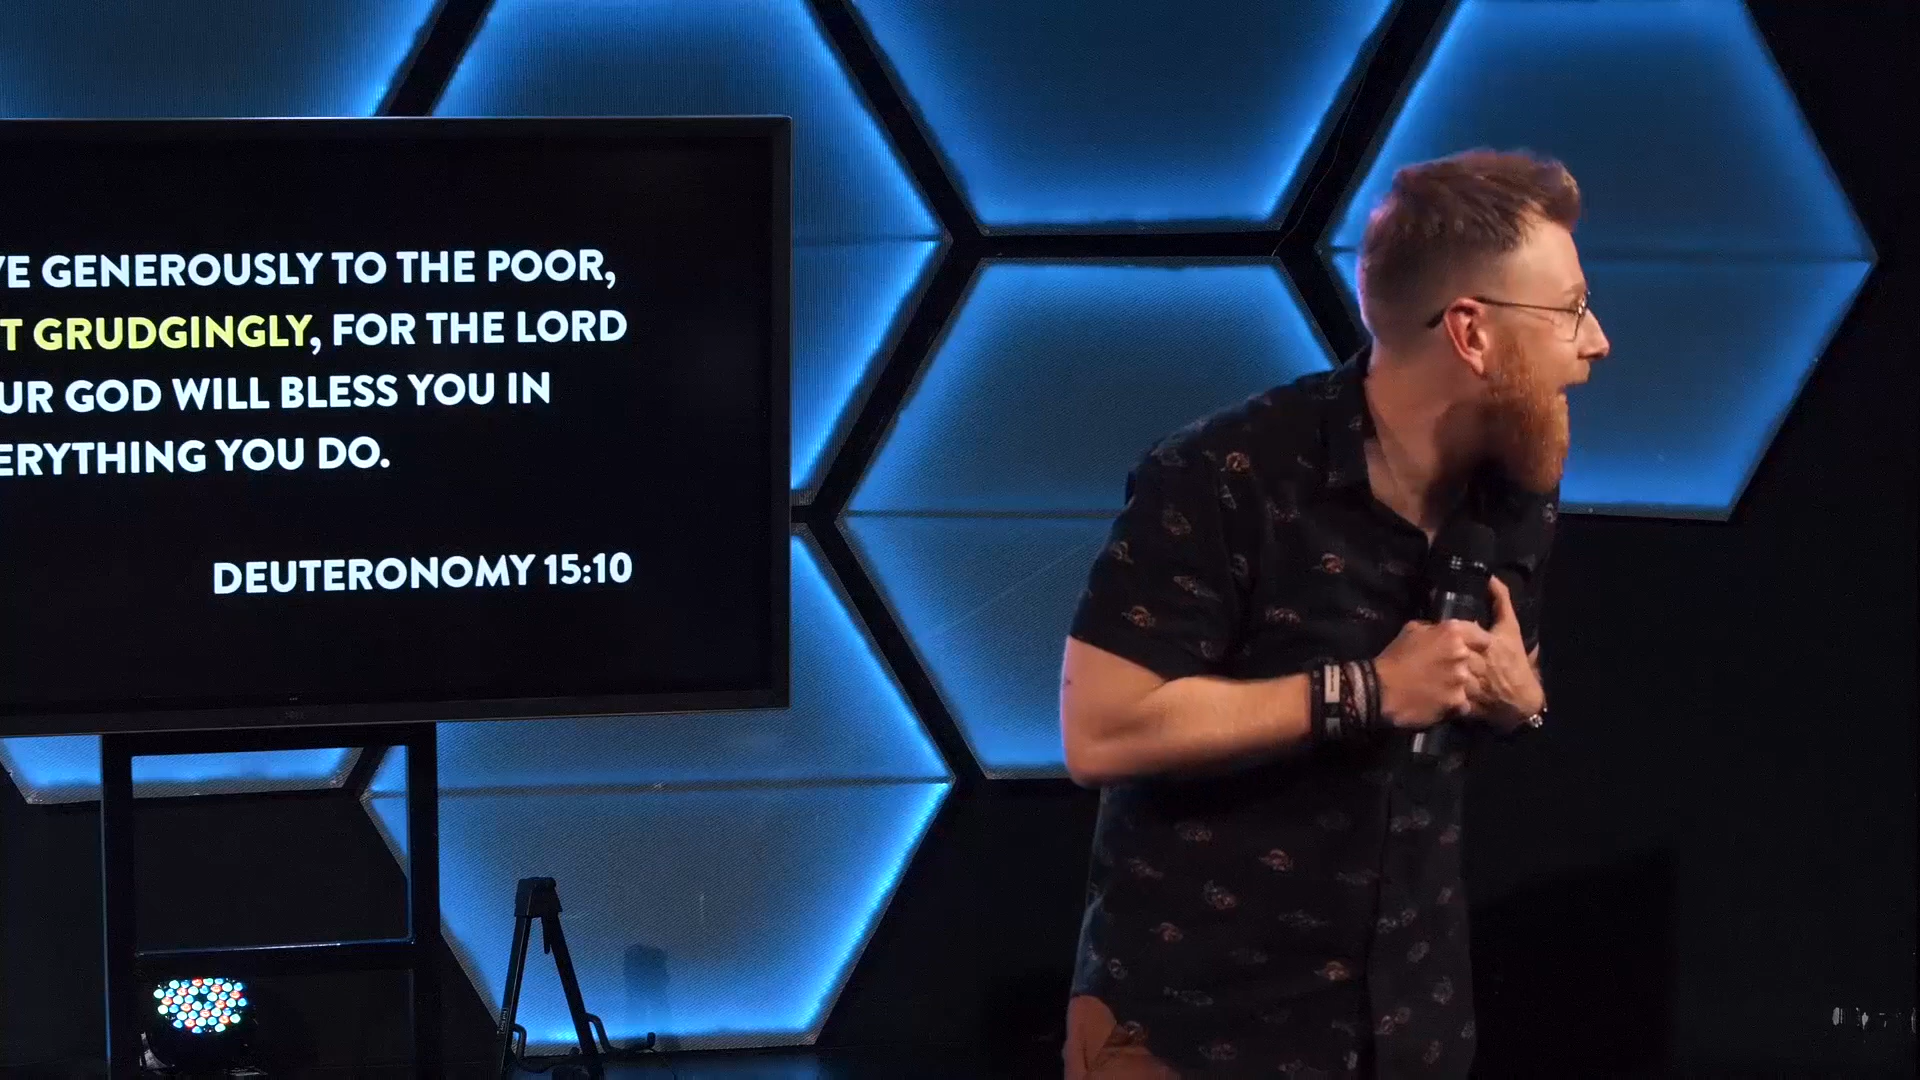 VE GENEROUSLY TO THE POOR,
T GRUDGINGLY, FOR THE LORD
UR GOD WILL BLESS YOU IN
ERYTHING YOU DO.
DEUTERONOMY 15:10